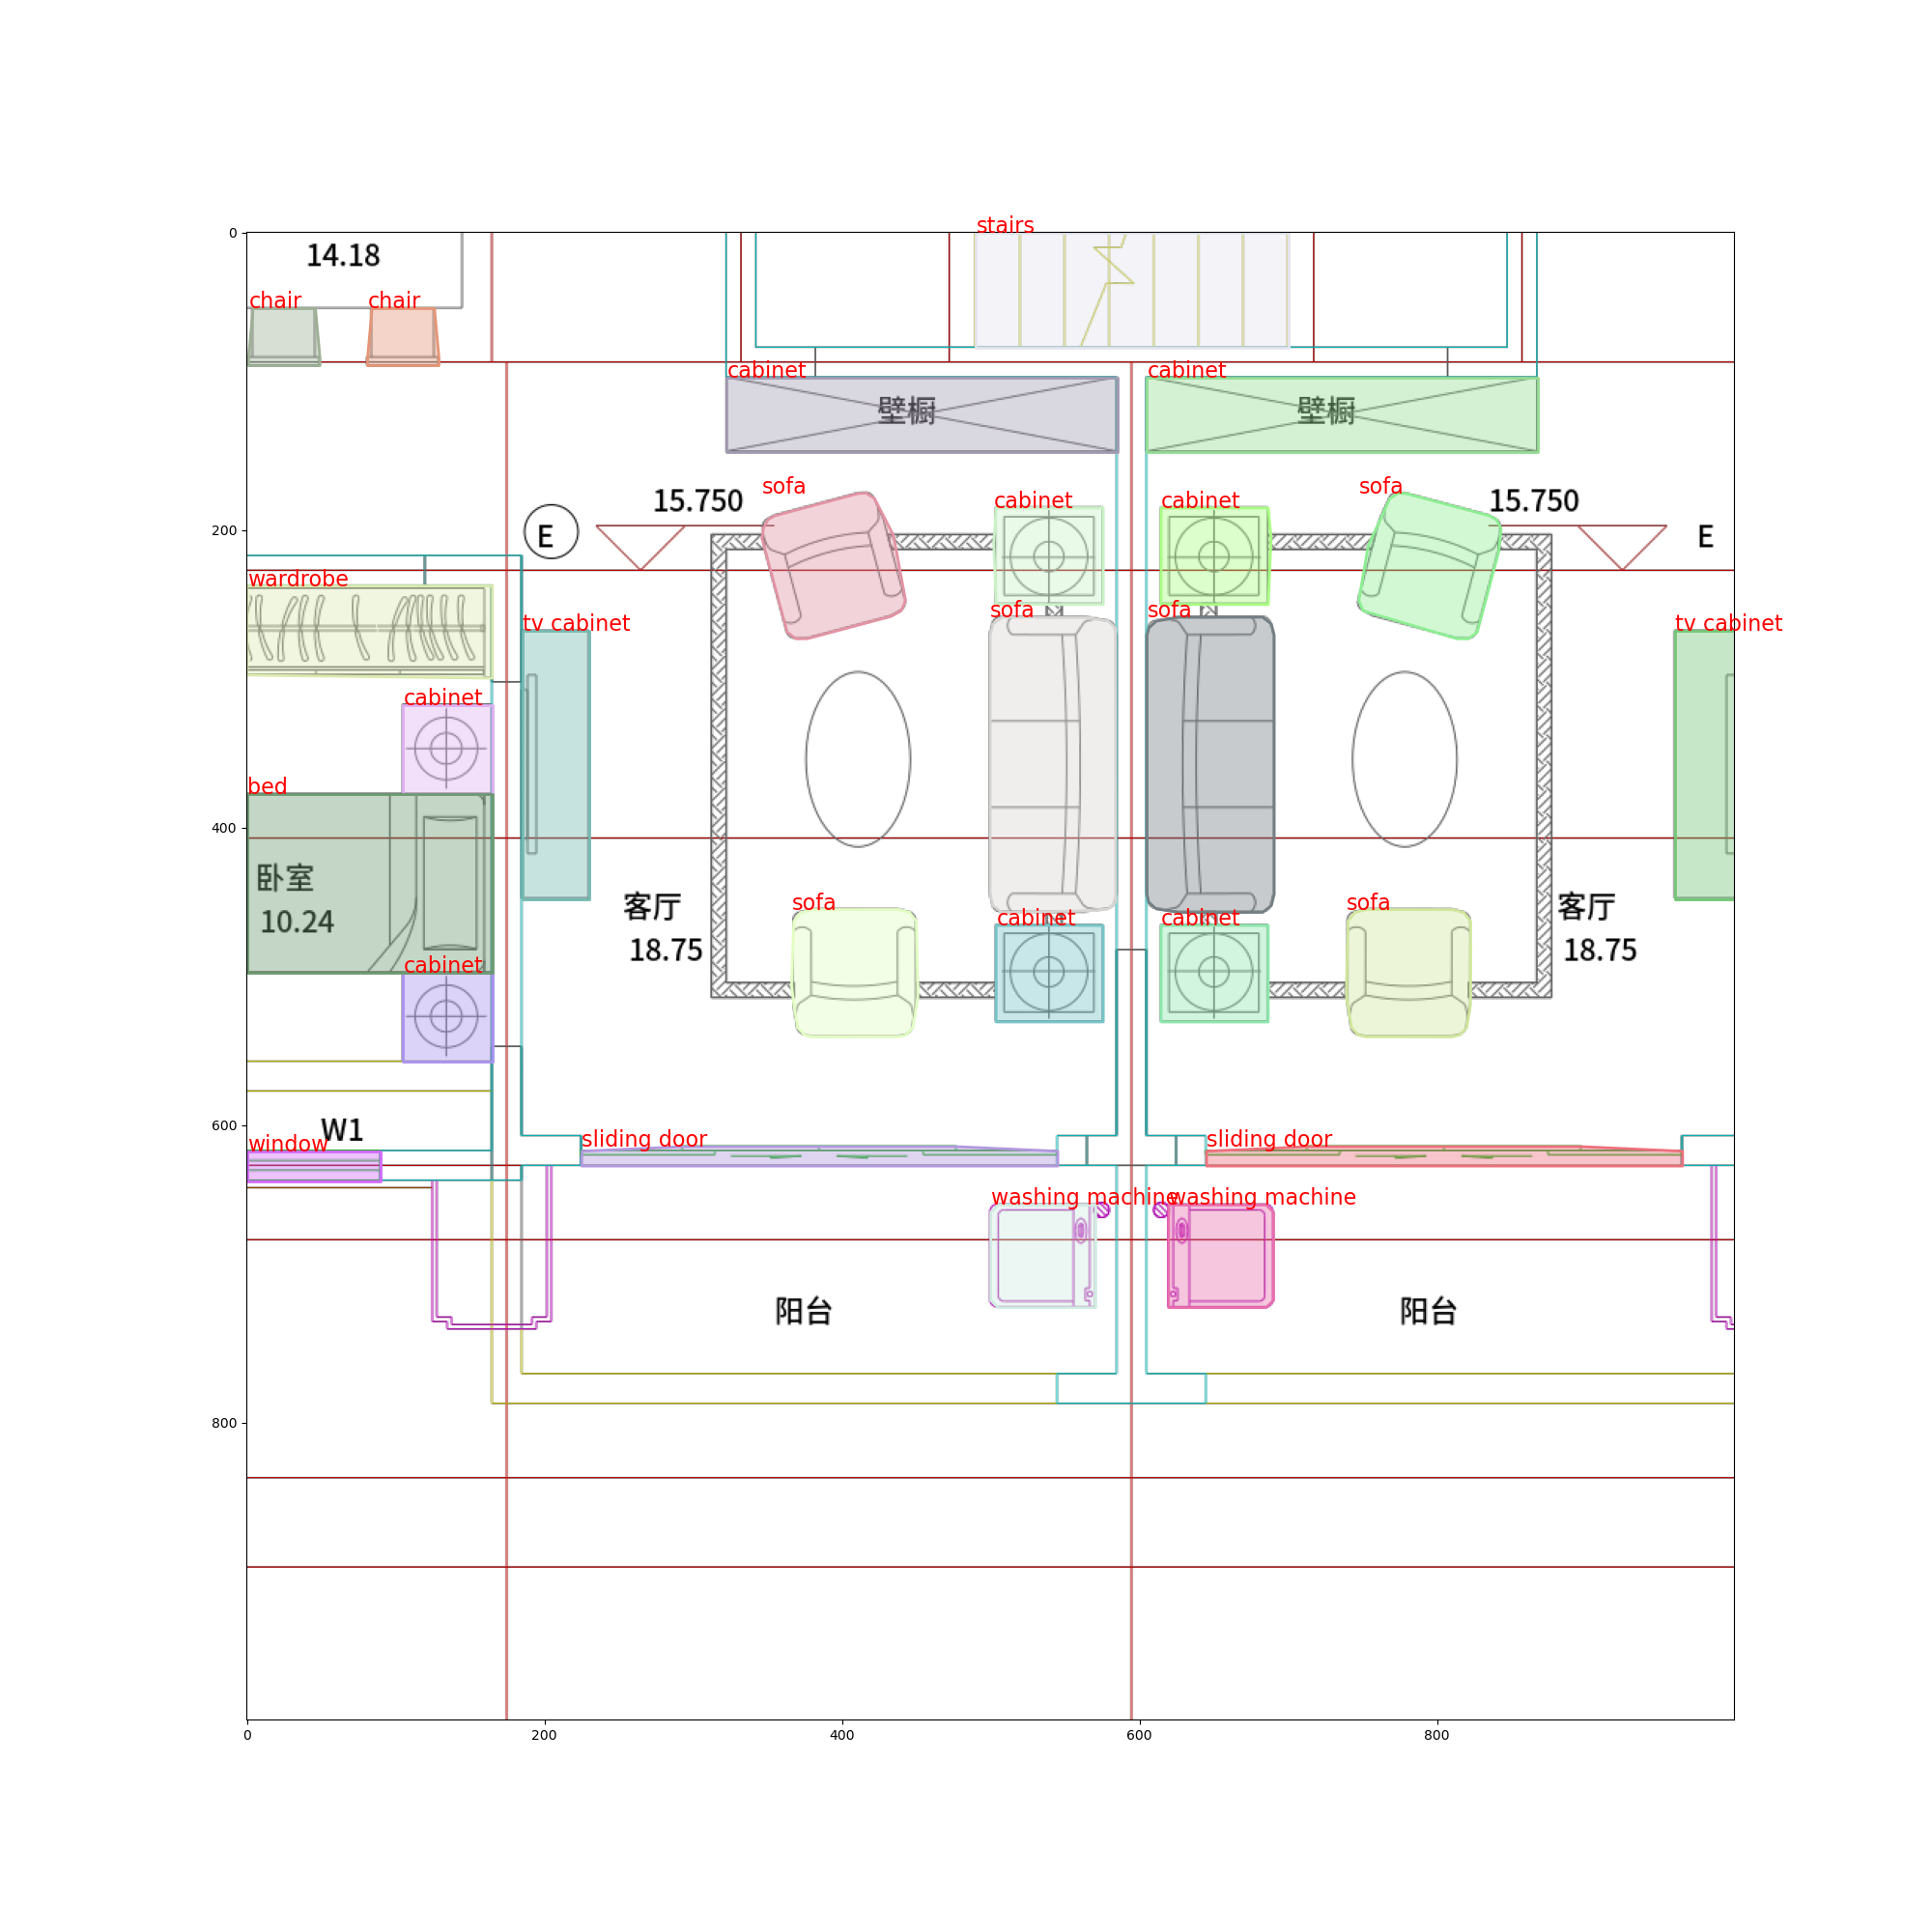 stairs
0
14.18
chair
chair
cabinet
cabinet
壁橱
壁橱
sofa
sofa
15.750
15.750
cabinet
cabinet
200
E
E
wardrobe
sofa
sofa
tv cabinet
tv cabinet
cabinet
bed
400
卧室
10.24
sofa
sofa
客厅
客厅
cabinet
cabinet
18.75
18.75
cabinet
600
W1
window
sliding door
sliding door
washing machine
washing machine
阳台
阳台
800
0
200
400
600
800